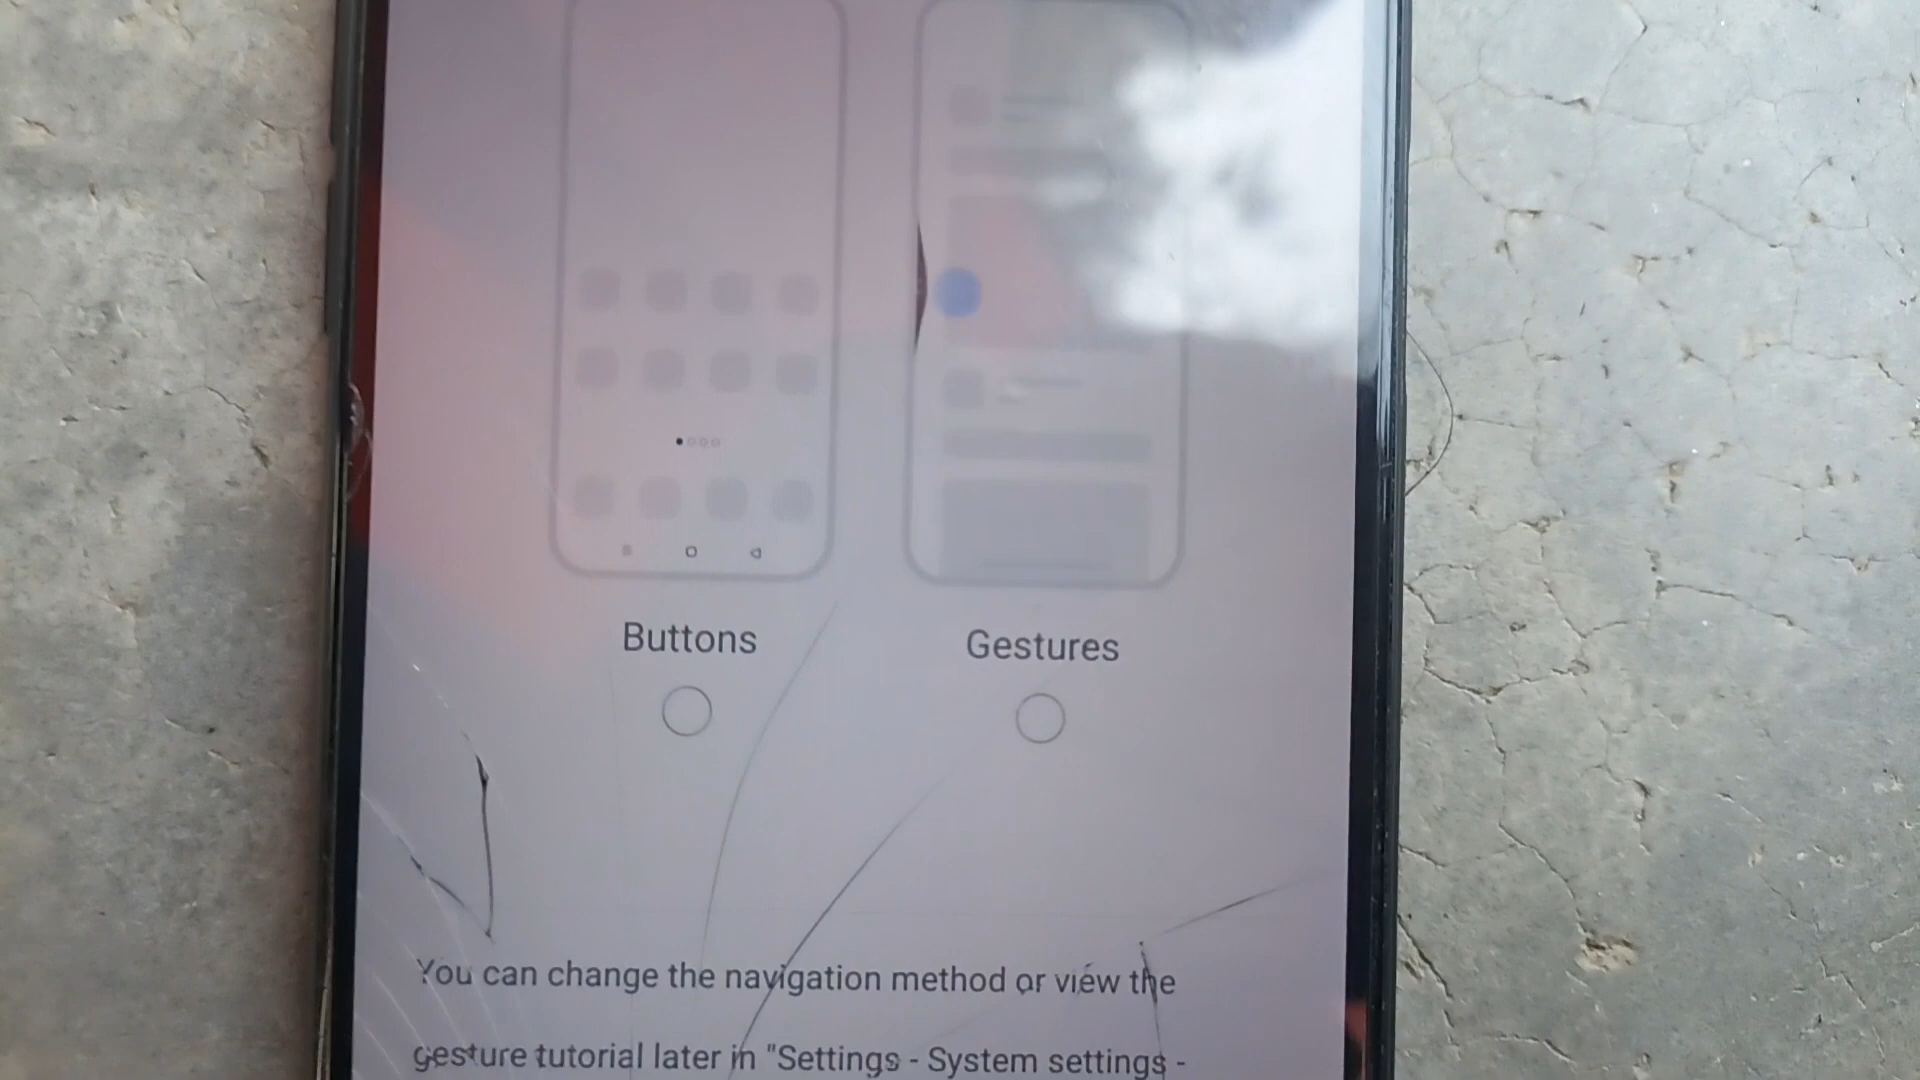 Buttons
Gestures
You can change the navigation method or view the
gesture tutorial later in "Settings - System settings -